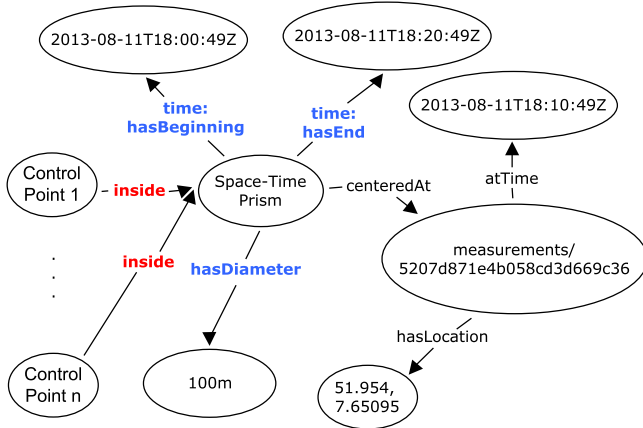 2013-08-11T18:00:49Z
2013-08-11T18:20:49Z
2013-08-11T18:10:49Z
time:
hasBeginning
time:
hasEnd
Control
Point 1
inside
Space-Time
Prism
centeredAt
atTime
measurements/
5207d871e4b058cd3d669c36
inside
hasDiameter
.
.
.
hasLocation
Control
Point n
100m
51.954,
7.65095